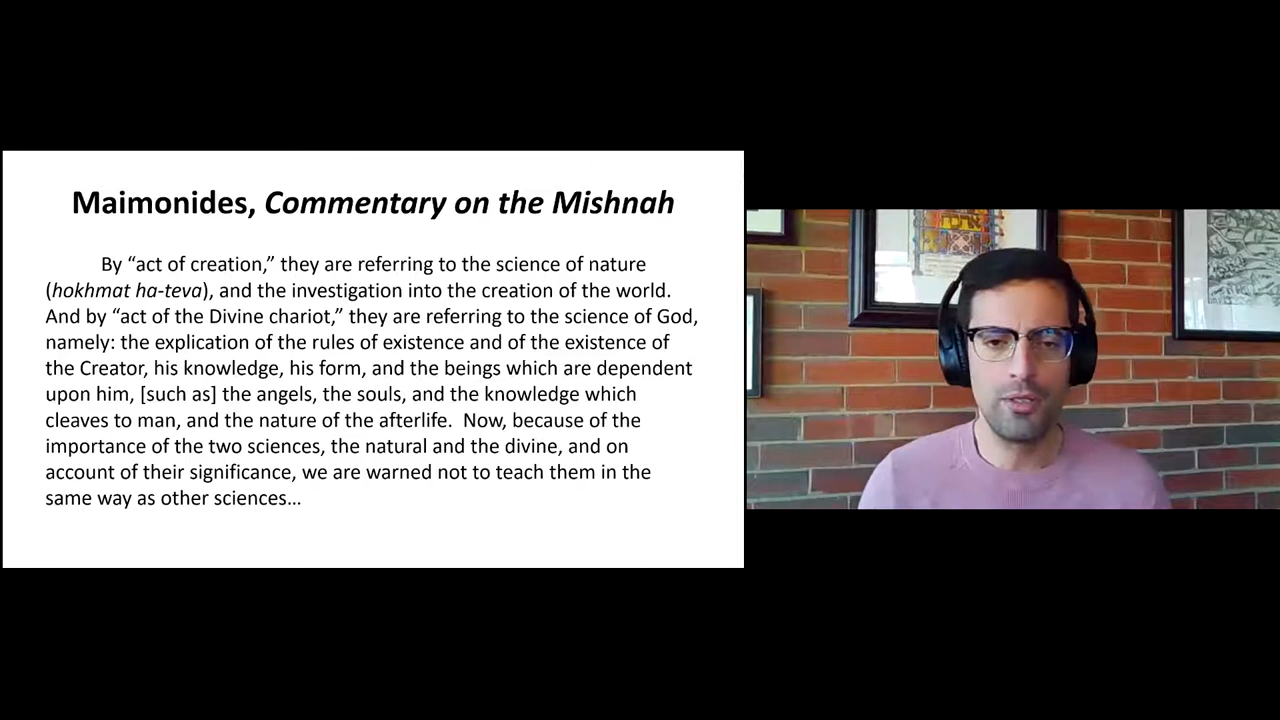 Maimonides, Commentary on the Mishnah
By “act of creation,” they are referring to the science of nature
(hokhmat ha-teva), and the investigation into the creation of the world.
And by “act of the Divine chariot,” they are referring to the science of God,
namely: the explication of the rules of existence and of the existence of
the Creator, his knowledge, his form, and the beings which are dependent
upon him, [such as] the angels, the souls, and the knowledge which
cleaves to man, and the nature of the afterlife.  Now, because of the
importance of the two sciences, the natural and the divine, and on
account of their significance, we are warned not to teach them in the
same way as other sciences…